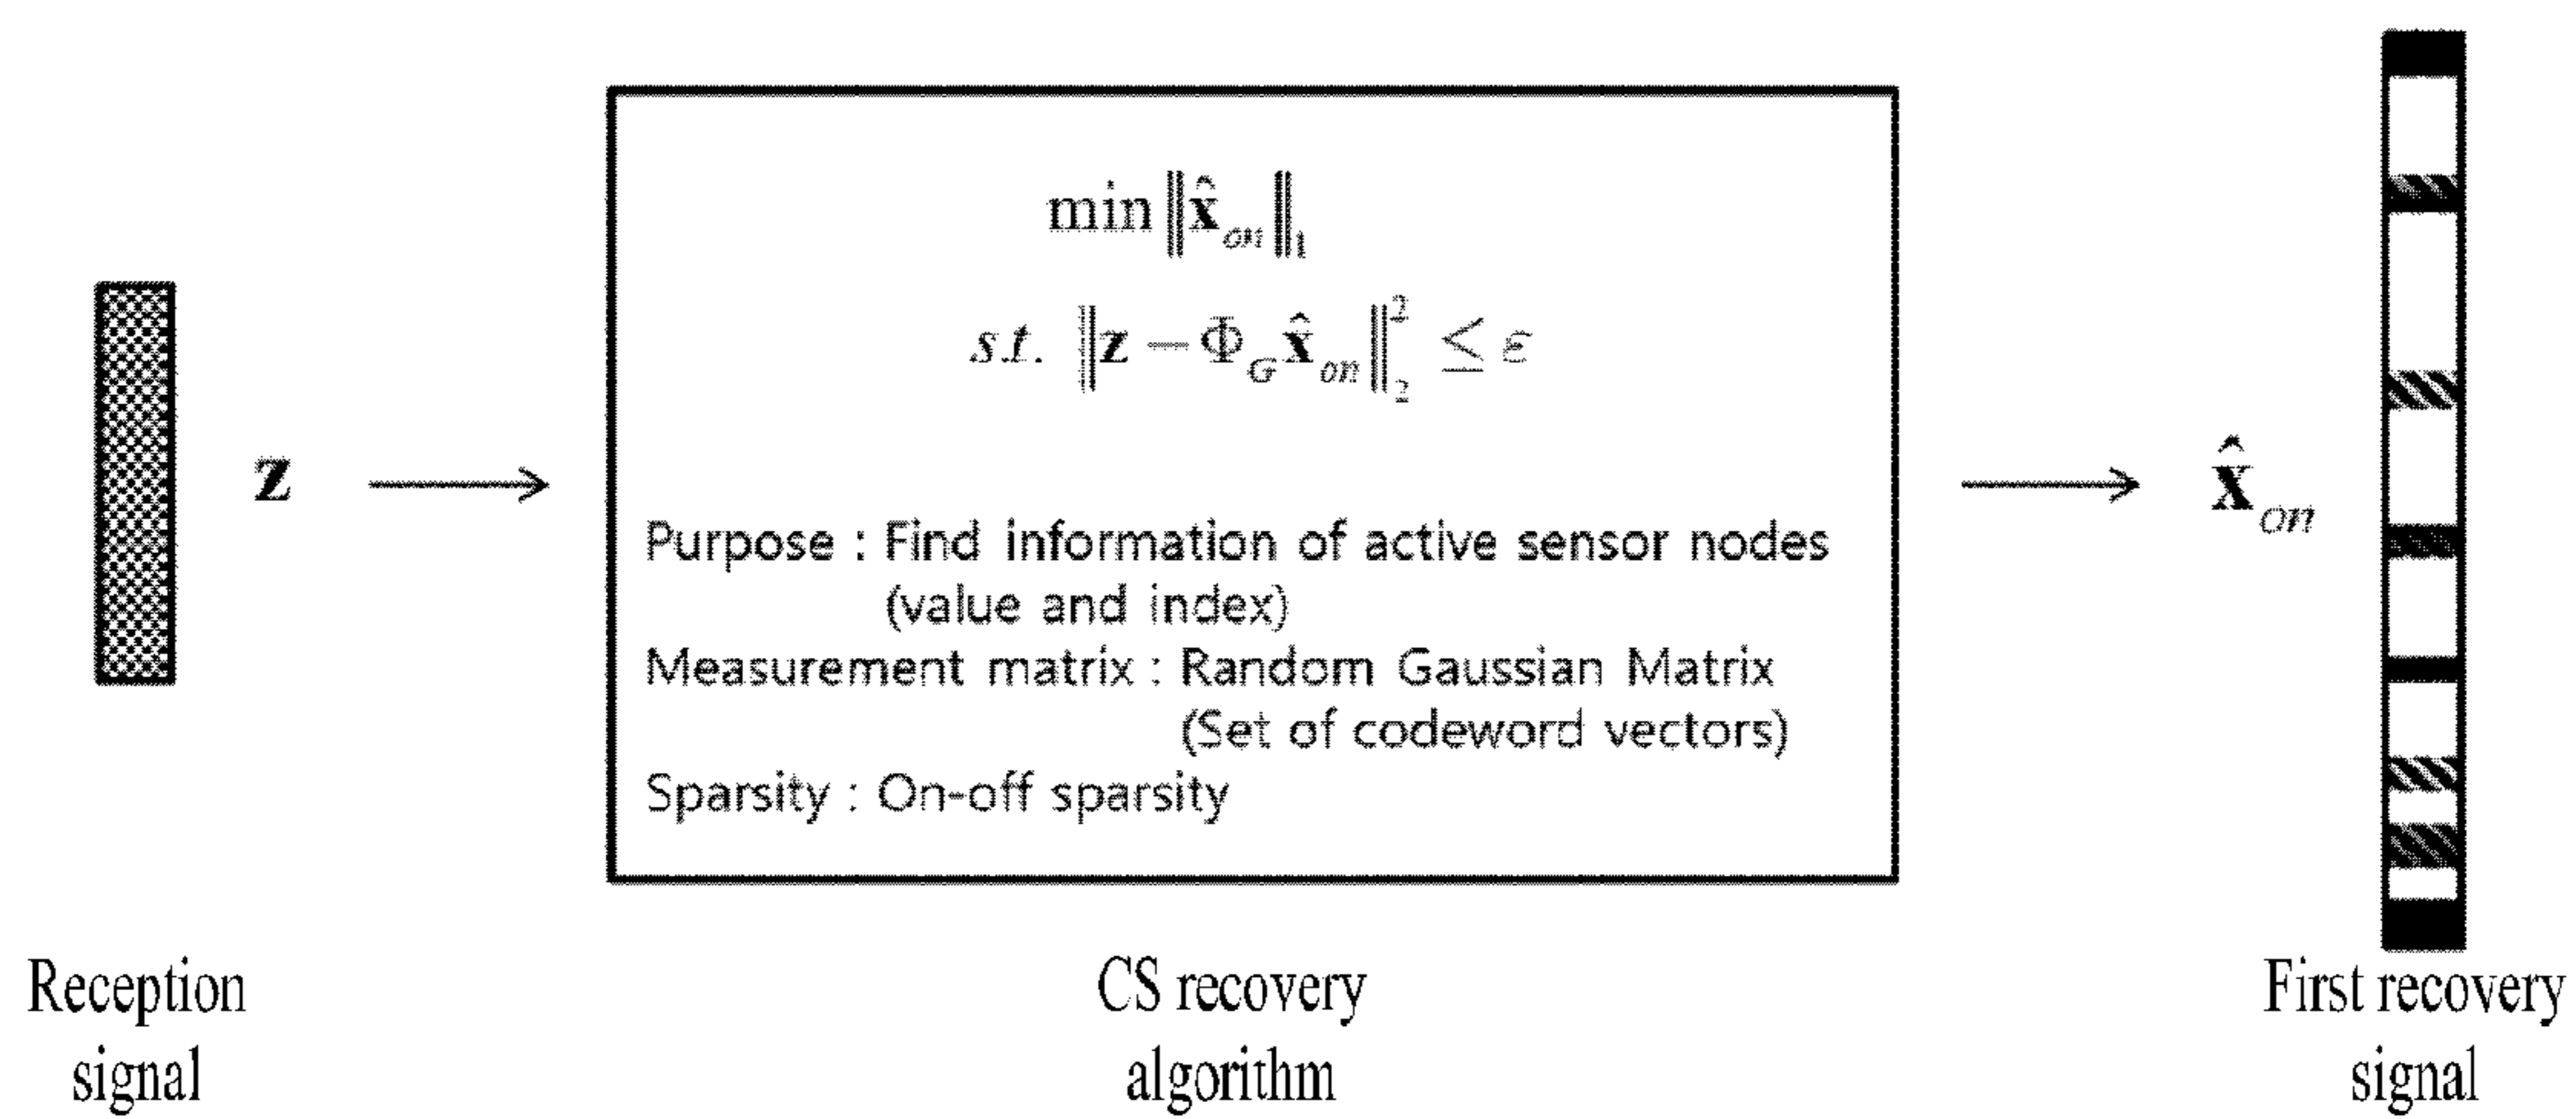 min ‖x̂_on‖_1
s.t. ‖z − Φ_G x̂_on‖_2^2 ≤ ε
z
x̂_on
Purpose : Find information of active sensor nodes
(value and index)
Measurement matrix : Random Gaussian Matrix
(Set of codeword vectors)
Sparsity : On-off sparsity
Reception
signal
CS recovery
algorithm
First recovery
signal